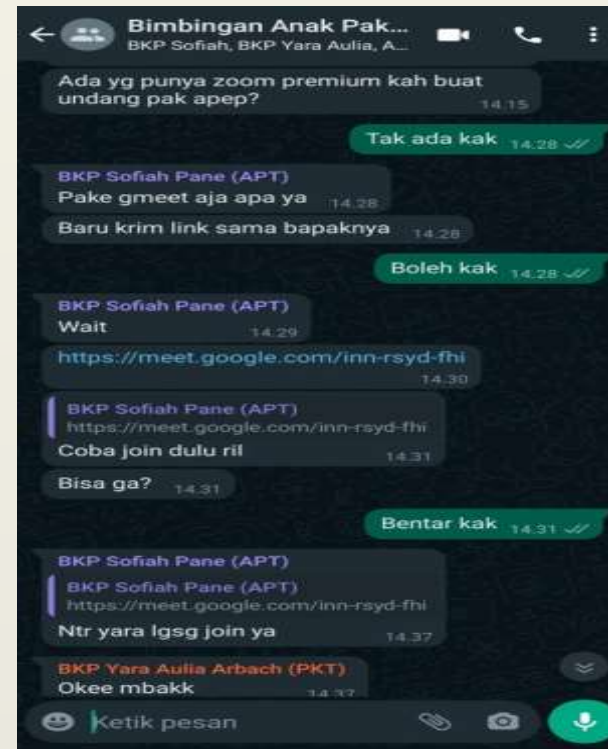 Bimbingan Anak Pak...
BKP Sofiah, BKP Yara Aulia, A...
Ada yg punya zoom premium kah buat
undang pak apep?
14.15
Tak ada kak 14.28
BKP Sofiah Pane (APT)
Pake gmeet aja apa ya 14.28
Baru krim link sama bapaknya 14.28
Boleh kak 14.28
BKP Sofiah Pane (APT)
Wait 14.29
https://meet.google.com/inn-rsyd-fhi
14.30
BKP Sofiah Pane (APT)
https://meet.google.com/inn-rsyd-fhi
Coba join dulu ril 14.31
Bisa ga? 14.31
Bentar kak 14.31
BKP Sofiah Pane (APT)
BKP Sofiah Pane (APT)
https://meet.google.com/inn-rsyd-fhi
Ntr yara lgsg join ya 14.37
BKP Yara Aulia Arbach (PKT)
Okee mbakk 14.37
Ketik pesan